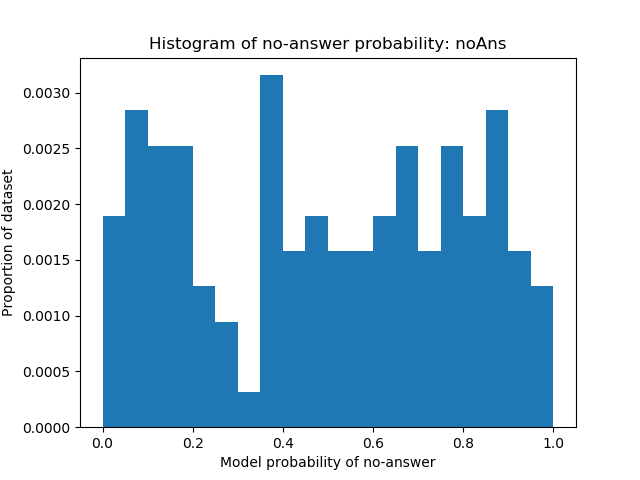 Histogram of no-answer probability: noAns
0.0030
0.0025
0.0020
0.0015
0.0010
0.0005
0.0000
Proportion of dataset
0.0 0.2 0.4 0.6 0.8 1.0
Model probability of no-answer